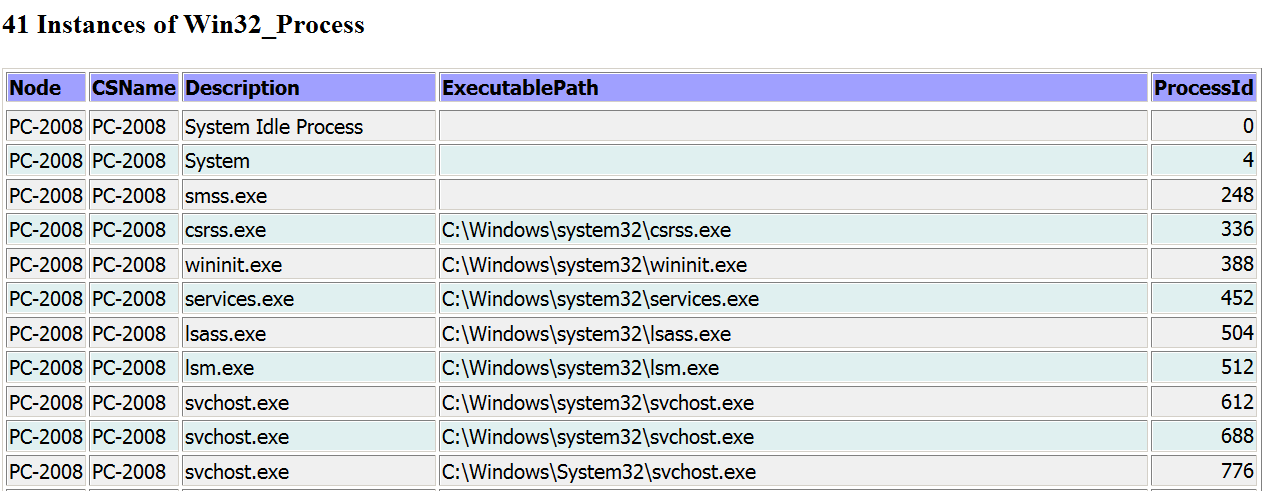 41 Instances of Win32_Process
Node CSName Description ExecutablePath ProcessId
PC-2008 PC-2008 System Idle Process 0
PC-2008 PC-2008 System 4
PC-2008 PC-2008 smss.exe 248
PC-2008 PC-2008 csrss.exe C:\Windows\system32\csrss.exe 336
PC-2008 PC-2008 wininit.exe C:\Windows\system32\wininit.exe 388
PC-2008 PC-2008 services.exe C:\Windows\system32\services.exe 452
PC-2008 PC-2008 lsass.exe C:\Windows\system32\lsass.exe 504
PC-2008 PC-2008 lsm.exe C:\Windows\system32\lsm.exe 512
PC-2008 PC-2008 svchost.exe C:\Windows\system32\svchost.exe 612
PC-2008 PC-2008 svchost.exe C:\Windows\system32\svchost.exe 688
PC-2008 PC-2008 svchost.exe C:\Windows\System32\svchost.exe 776